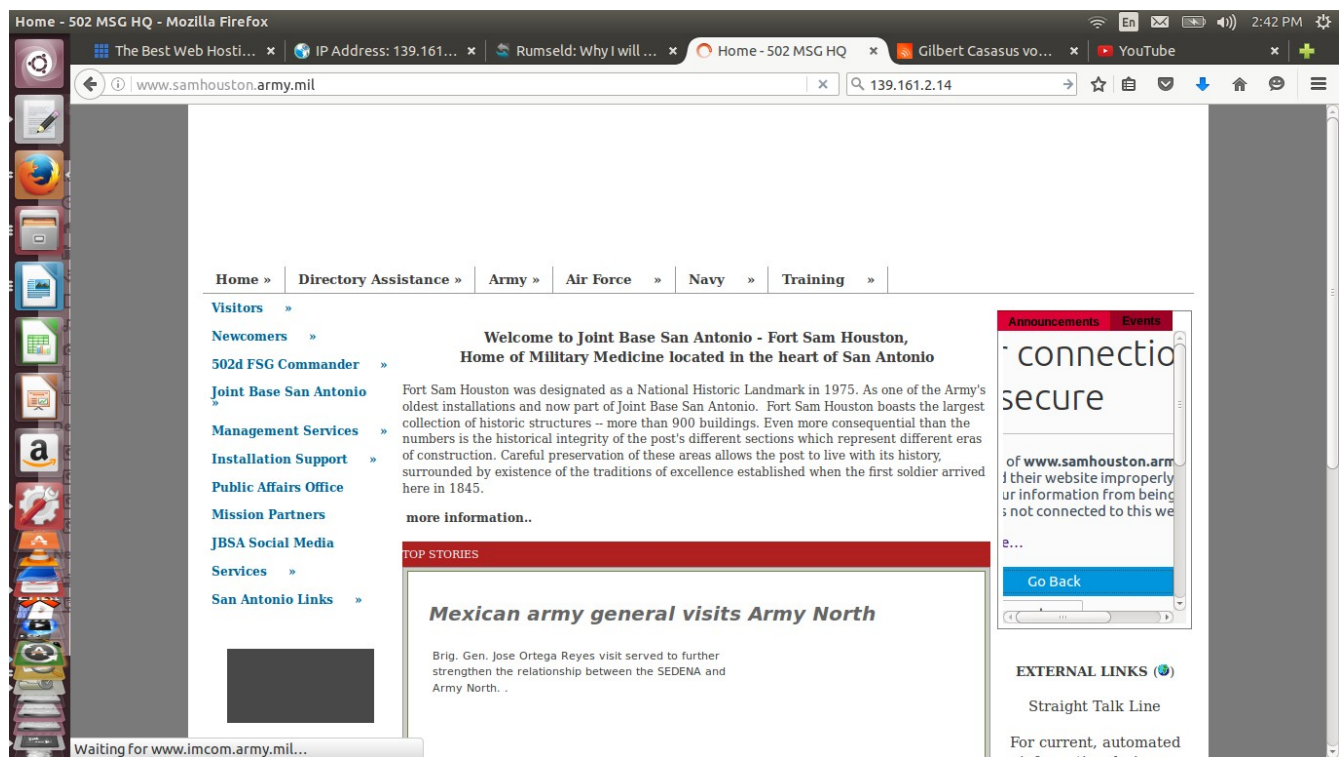 Home - 502 MSG HQ - Mozilla Firefox
En
2:42 PM
The Best Web Hosti...
IP Address: 139.161...
Rumseld: Why I will ...
Home - 502 MSG HQ
Gilbert Casasus vo...
YouTube
www.samhouston.army.mil
139.161.2.14
Home »
Directory Assistance »
Army »
Air Force »
Navy »
Training »
Visitors »
Newcomers »
502d FSG Commander »
Joint Base San Antonio
»
Management Services »
Installation Support »
Public Affairs Office
Mission Partners
JBSA Social Media
Services »
San Antonio Links »
Welcome to Joint Base San Antonio - Fort Sam Houston,
Home of Military Medicine located in the heart of San Antonio
Fort Sam Houston was designated as a National Historic Landmark in 1975. As one of the Army's
oldest installations and now part of Joint Base San Antonio. Fort Sam Houston boasts the largest
collection of historic structures -- more than 900 buildings. Even more consequential than the
numbers is the historical integrity of the post's different sections which represent different eras
of construction. Careful preservation of these areas allows the post to live with its history,
surrounded by existence of the traditions of excellence established when the first soldier arrived
here in 1845.
more information..
TOP STORIES
Mexican army general visits Army North
Brig. Gen. Jose Ortega Reyes visit served to further
strengthen the relationship between the SEDENA and
Army North. .
Announcements
Events
connectio
secure
of www.samhouston.arm
their website improperly
ur information from being
s not connected to this we
e...
Go Back
EXTERNAL LINKS
Straight Talk Line
For current, automated
Waiting for www.imcom.army.mil...